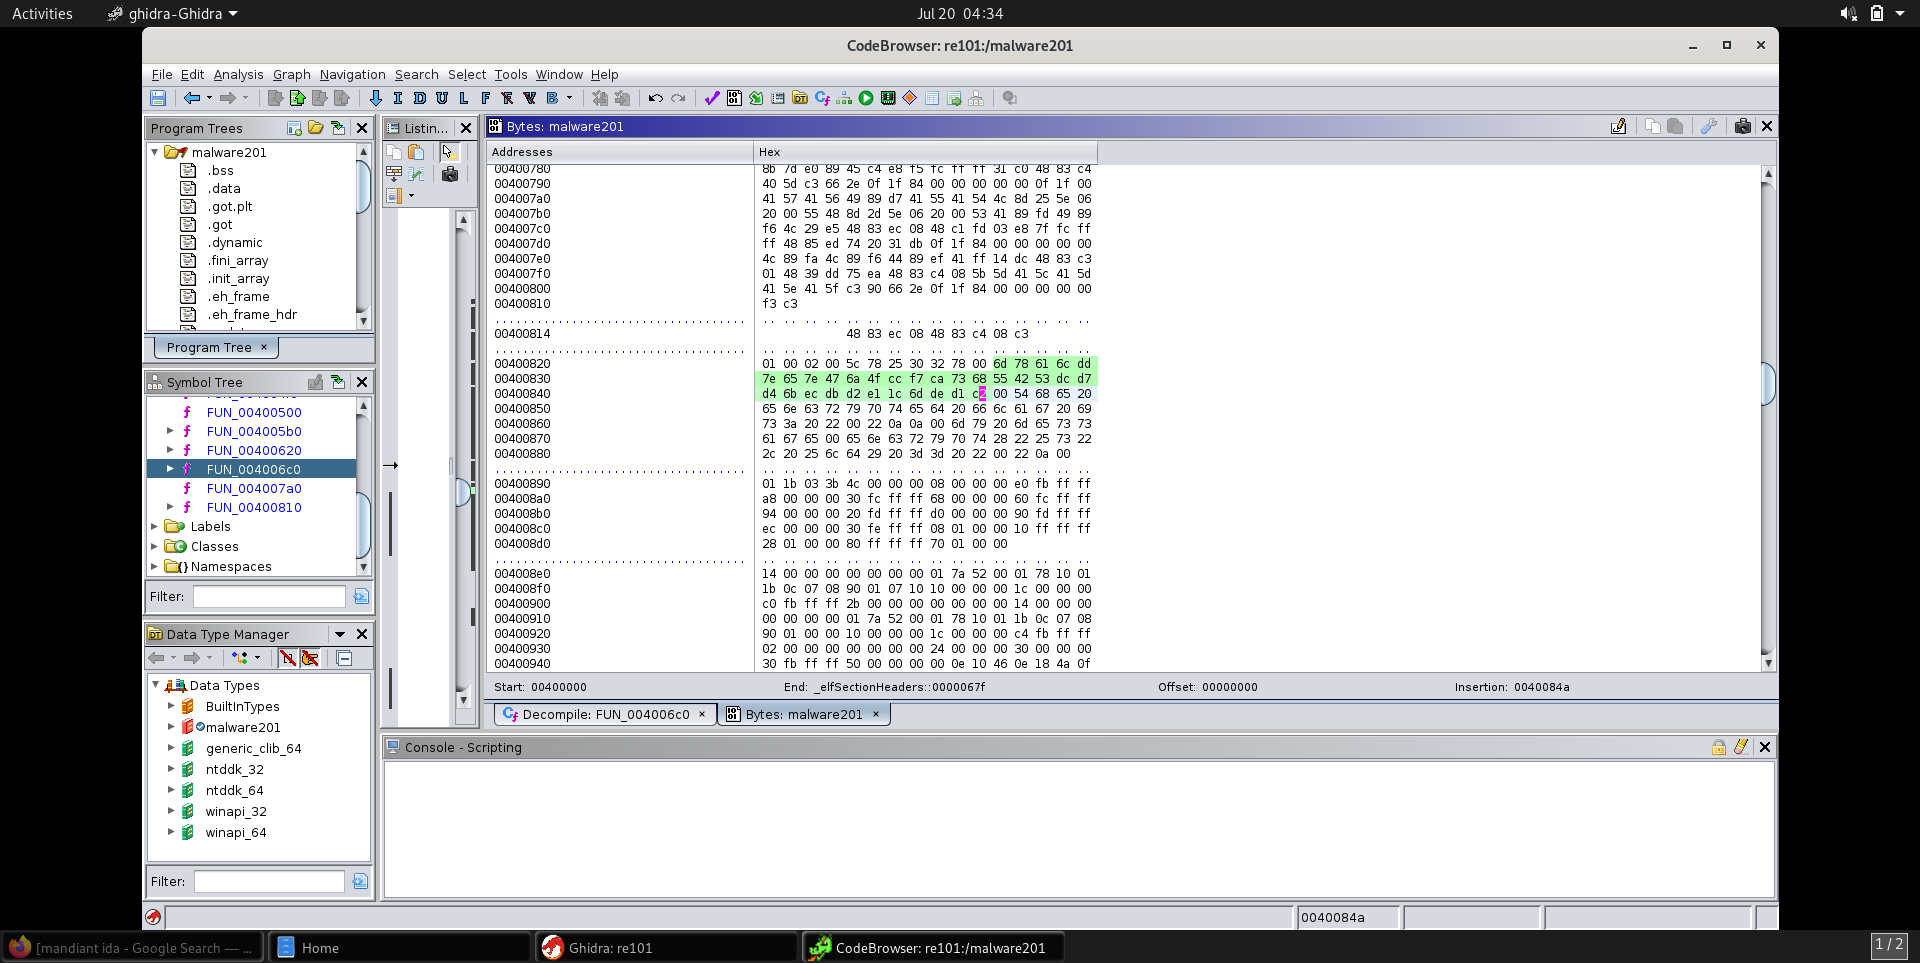 Activities
ghidra-Ghidra
Jul 20 04:34
CodeBrowser: re101:/malware201
File Edit Analysis Graph Navigation Search Select Tools Window Help
I D U L F B
Program Trees
malware201
.bss
.data
.got.plt
.got
.dynamic
.fini_array
.init_array
.eh_frame
.eh_frame_hdr
Program Tree ×
Symbol Tree
FUN_00400500
FUN_004005b0
FUN_00400620
FUN_004006c0
FUN_004007a0
FUN_00400810
Labels
Classes
Namespaces
Filter:
Data Type Manager
Data Types
BuiltInTypes
malware201
generic_clib_64
ntddk_32
ntddk_64
winapi_32
winapi_64
Filter:
Listin...
Bytes: malware201
Addresses Hex
00400780 8b 7d e0 89 45 c4 e8 f5 fc ff ff 31 c0 48 83 c4
00400790 40 5d c3 66 2e 0f 1f 84 00 00 00 00 00 0f 1f 00
004007a0 41 57 41 56 49 89 d7 41 55 41 54 4c 8d 25 5e 06
004007b0 20 00 55 48 8d 2d 5e 06 20 00 53 41 89 fd 49 89
004007c0 f6 4c 29 e5 48 83 ec 08 48 c1 fd 03 e8 7f fc ff
004007d0 ff 48 85 ed 74 20 31 db 0f 1f 84 00 00 00 00 00
004007e0 4c 89 fa 4c 89 f6 44 89 ef 41 ff 14 dc 48 83 c3
004007f0 01 48 39 dd 75 ea 48 83 c4 08 5b 5d 41 5c 41 5d
00400800 41 5e 41 5f c3 90 66 2e 0f 1f 84 00 00 00 00 00
00400810 f3 c3
00400814 48 83 ec 08 48 83 c4 08 c3
00400820 01 00 02 00 5c 78 25 30 32 78 00 6d 78 61 6c dd
00400830 7e 65 7e 47 6a 4f cc f7 ca 73 68 55 42 53 dc d7
00400840 d4 6b ec db d2 e1 1c 6d de d1 c2 00 54 68 65 20
00400850 65 6e 63 72 79 70 74 65 64 20 66 6c 61 67 20 69
00400860 73 3a 20 22 00 22 0a 0a 00 6d 79 20 6d 65 73 73
00400870 61 67 65 00 65 6e 63 72 79 70 74 28 22 25 73 22
00400880 2c 20 25 6c 64 29 20 3d 3d 20 22 00 22 0a 00
00400890 01 1b 03 3b 4c 00 00 00 08 00 00 00 e0 fb ff ff
004008a0 a8 00 00 00 30 fc ff ff 68 00 00 00 60 fc ff ff
004008b0 94 00 00 00 20 fd ff ff d0 00 00 00 90 fd ff ff
004008c0 ec 00 00 00 30 fe ff ff 08 01 00 00 10 ff ff ff
004008d0 28 01 00 00 80 ff ff ff 70 01 00 00
004008e0 14 00 00 00 00 00 00 00 01 7a 52 00 01 78 10 01
004008f0 1b 0c 07 08 90 01 07 10 10 00 00 00 1c 00 00 00
00400900 c0 fb ff ff 2b 00 00 00 00 00 00 00 14 00 00 00
00400910 00 00 00 00 01 7a 52 00 01 78 10 01 1b 0c 07 08
00400920 90 01 00 00 10 00 00 00 1c 00 00 00 c4 fb ff ff
00400930 02 00 00 00 00 00 00 00 24 00 00 00 30 00 00 00
00400940 30 fb ff ff 50 00 00 00 00 0e 10 46 0e 18 4a 0f
Start: 00400000 End: _elfSectionHeaders::0000067f Offset: 00000000 Insertion: 0040084a
Decompile: FUN_004006c0 × Bytes: malware201 ×
Console - Scripting
0040084a
[mandiant ida - Google Search — ...
Home
Ghidra: re101
CodeBrowser: re101:/malware201
1 / 2